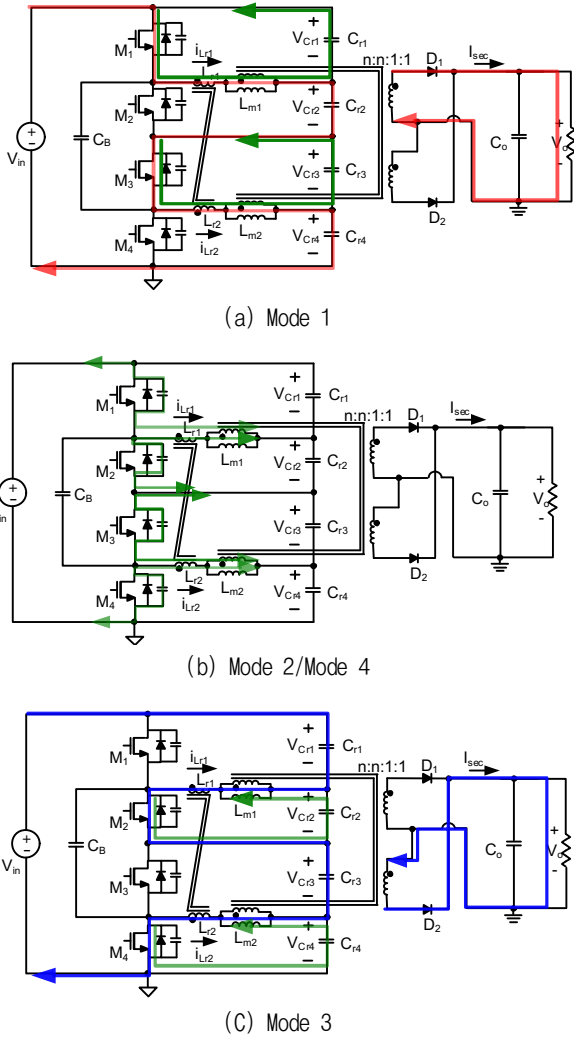 M1
iLr1
Lr1
Lm1
VCr1
Cr1
n:n:1:1
D1
Isec
M2
CB
VCr2
Cr2
Vin
M3
VCr3
Cr3
Co
Vo
Lr2
Lm2
D2
M4
iLr2
VCr4
Cr4
(a) Mode 1
M1
iLr1
Lr1
Lm1
VCr1
Cr1
n:n:1:1
D1
Isec
M2
CB
VCr2
Cr2
in
M3
VCr3
Cr3
Co
Vo
Lr2
Lm2
D2
M4
iLr2
VCr4
Cr4
(b) Mode 2/Mode 4
M1
iLr1
Lr1
Lm1
VCr1
Cr1
n:n:1:1
D1
Isec
M2
CB
VCr2
Cr2
Vin
M3
VCr3
Cr3
Co
Vo
Lr2
Lm2
D2
M4
iLr2
VCr4
Cr4
(C) Mode 3